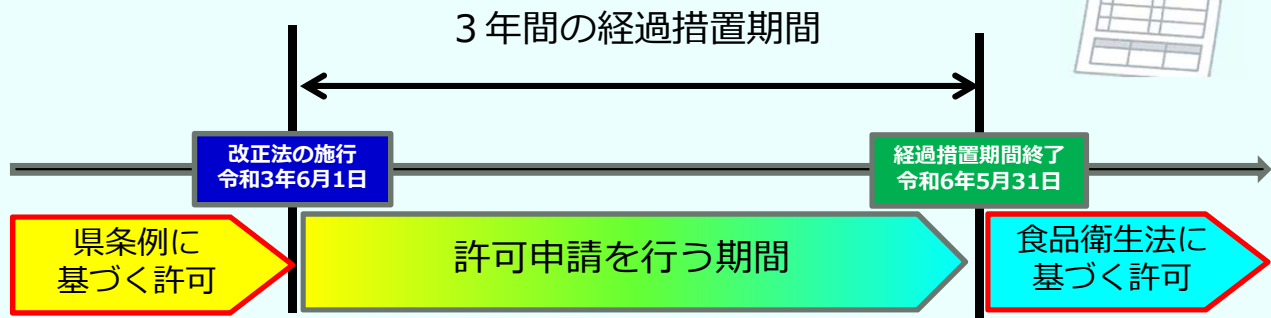 ３年間の経過措置期間
改正法の施行
令和3年6月1日
経過措置期間終了
令和6年5月31日
県条例に
基づく許可
許可申請を行う期間
食品衛生法に
基づく許可